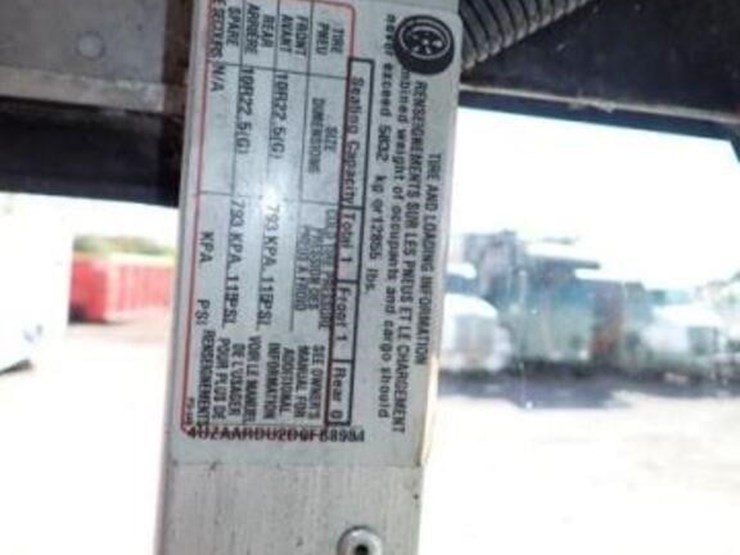 TIRE AND LOADING INFORMATION
RENSEIGNEMENTS SUR LES PNEUS ET LE CHARGEMENT
combined weight of occupants and cargo should
never exceed 5832 kg or 12855 lbs.
Seating Capacity Total 1 Front 1 Rear 0
TIRE SIZE COLD TIRE PRESSURE SEE OWNER'S
PNEU DIMENSIONS PRESSION DES MANUAL FOR
PNEUS A FROID ADDITIONAL
FRONT 10R22.5(G) 793 KPA 115PSI INFORMATION
AVANT
REAR 10R22.5(G) 793 KPA 115PSI VOIR LE MANUEL
ARRIERE DE L'USAGER
SPARE N/A KPA PSI POUR PLUS DE
DE SECOURS RENSEIGNEMENTS